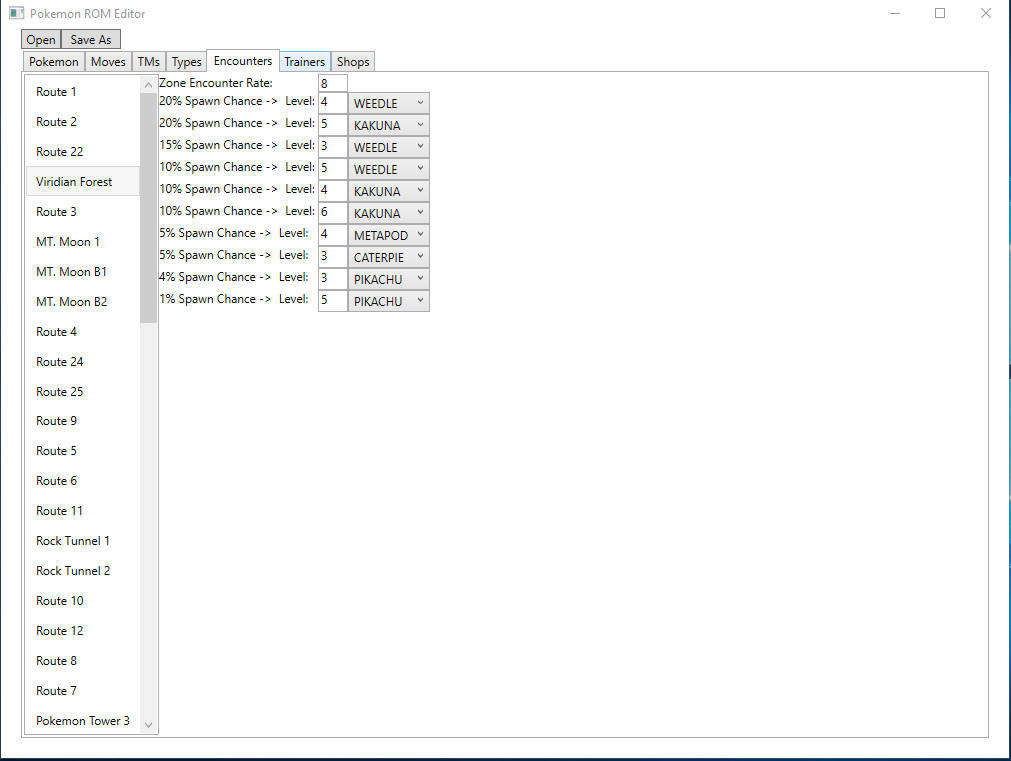 Pokemon ROM Editor
Open Save As
Pokemon Moves TMs Types Encounters Trainers Shops
Route 1
Route 2
Route 22
Viridian Forest
Route 3
MT. Moon 1
MT. Moon B1
MT. Moon B2
Route 4
Route 24
Route 25
Route 9
Route 5
Route 6
Route 11
Rock Tunnel 1
Rock Tunnel 2
Route 10
Route 12
Route 8
Route 7
Pokemon Tower 3
Zone Encounter Rate: 8
20% Spawn Chance -> Level: 4 WEEDLE
20% Spawn Chance -> Level: 5 KAKUNA
15% Spawn Chance -> Level: 3 WEEDLE
10% Spawn Chance -> Level: 5 WEEDLE
10% Spawn Chance -> Level: 4 KAKUNA
10% Spawn Chance -> Level: 6 KAKUNA
5% Spawn Chance -> Level: 4 METAPOD
5% Spawn Chance -> Level: 3 CATERPIE
4% Spawn Chance -> Level: 3 PIKACHU
1% Spawn Chance -> Level: 5 PIKACHU